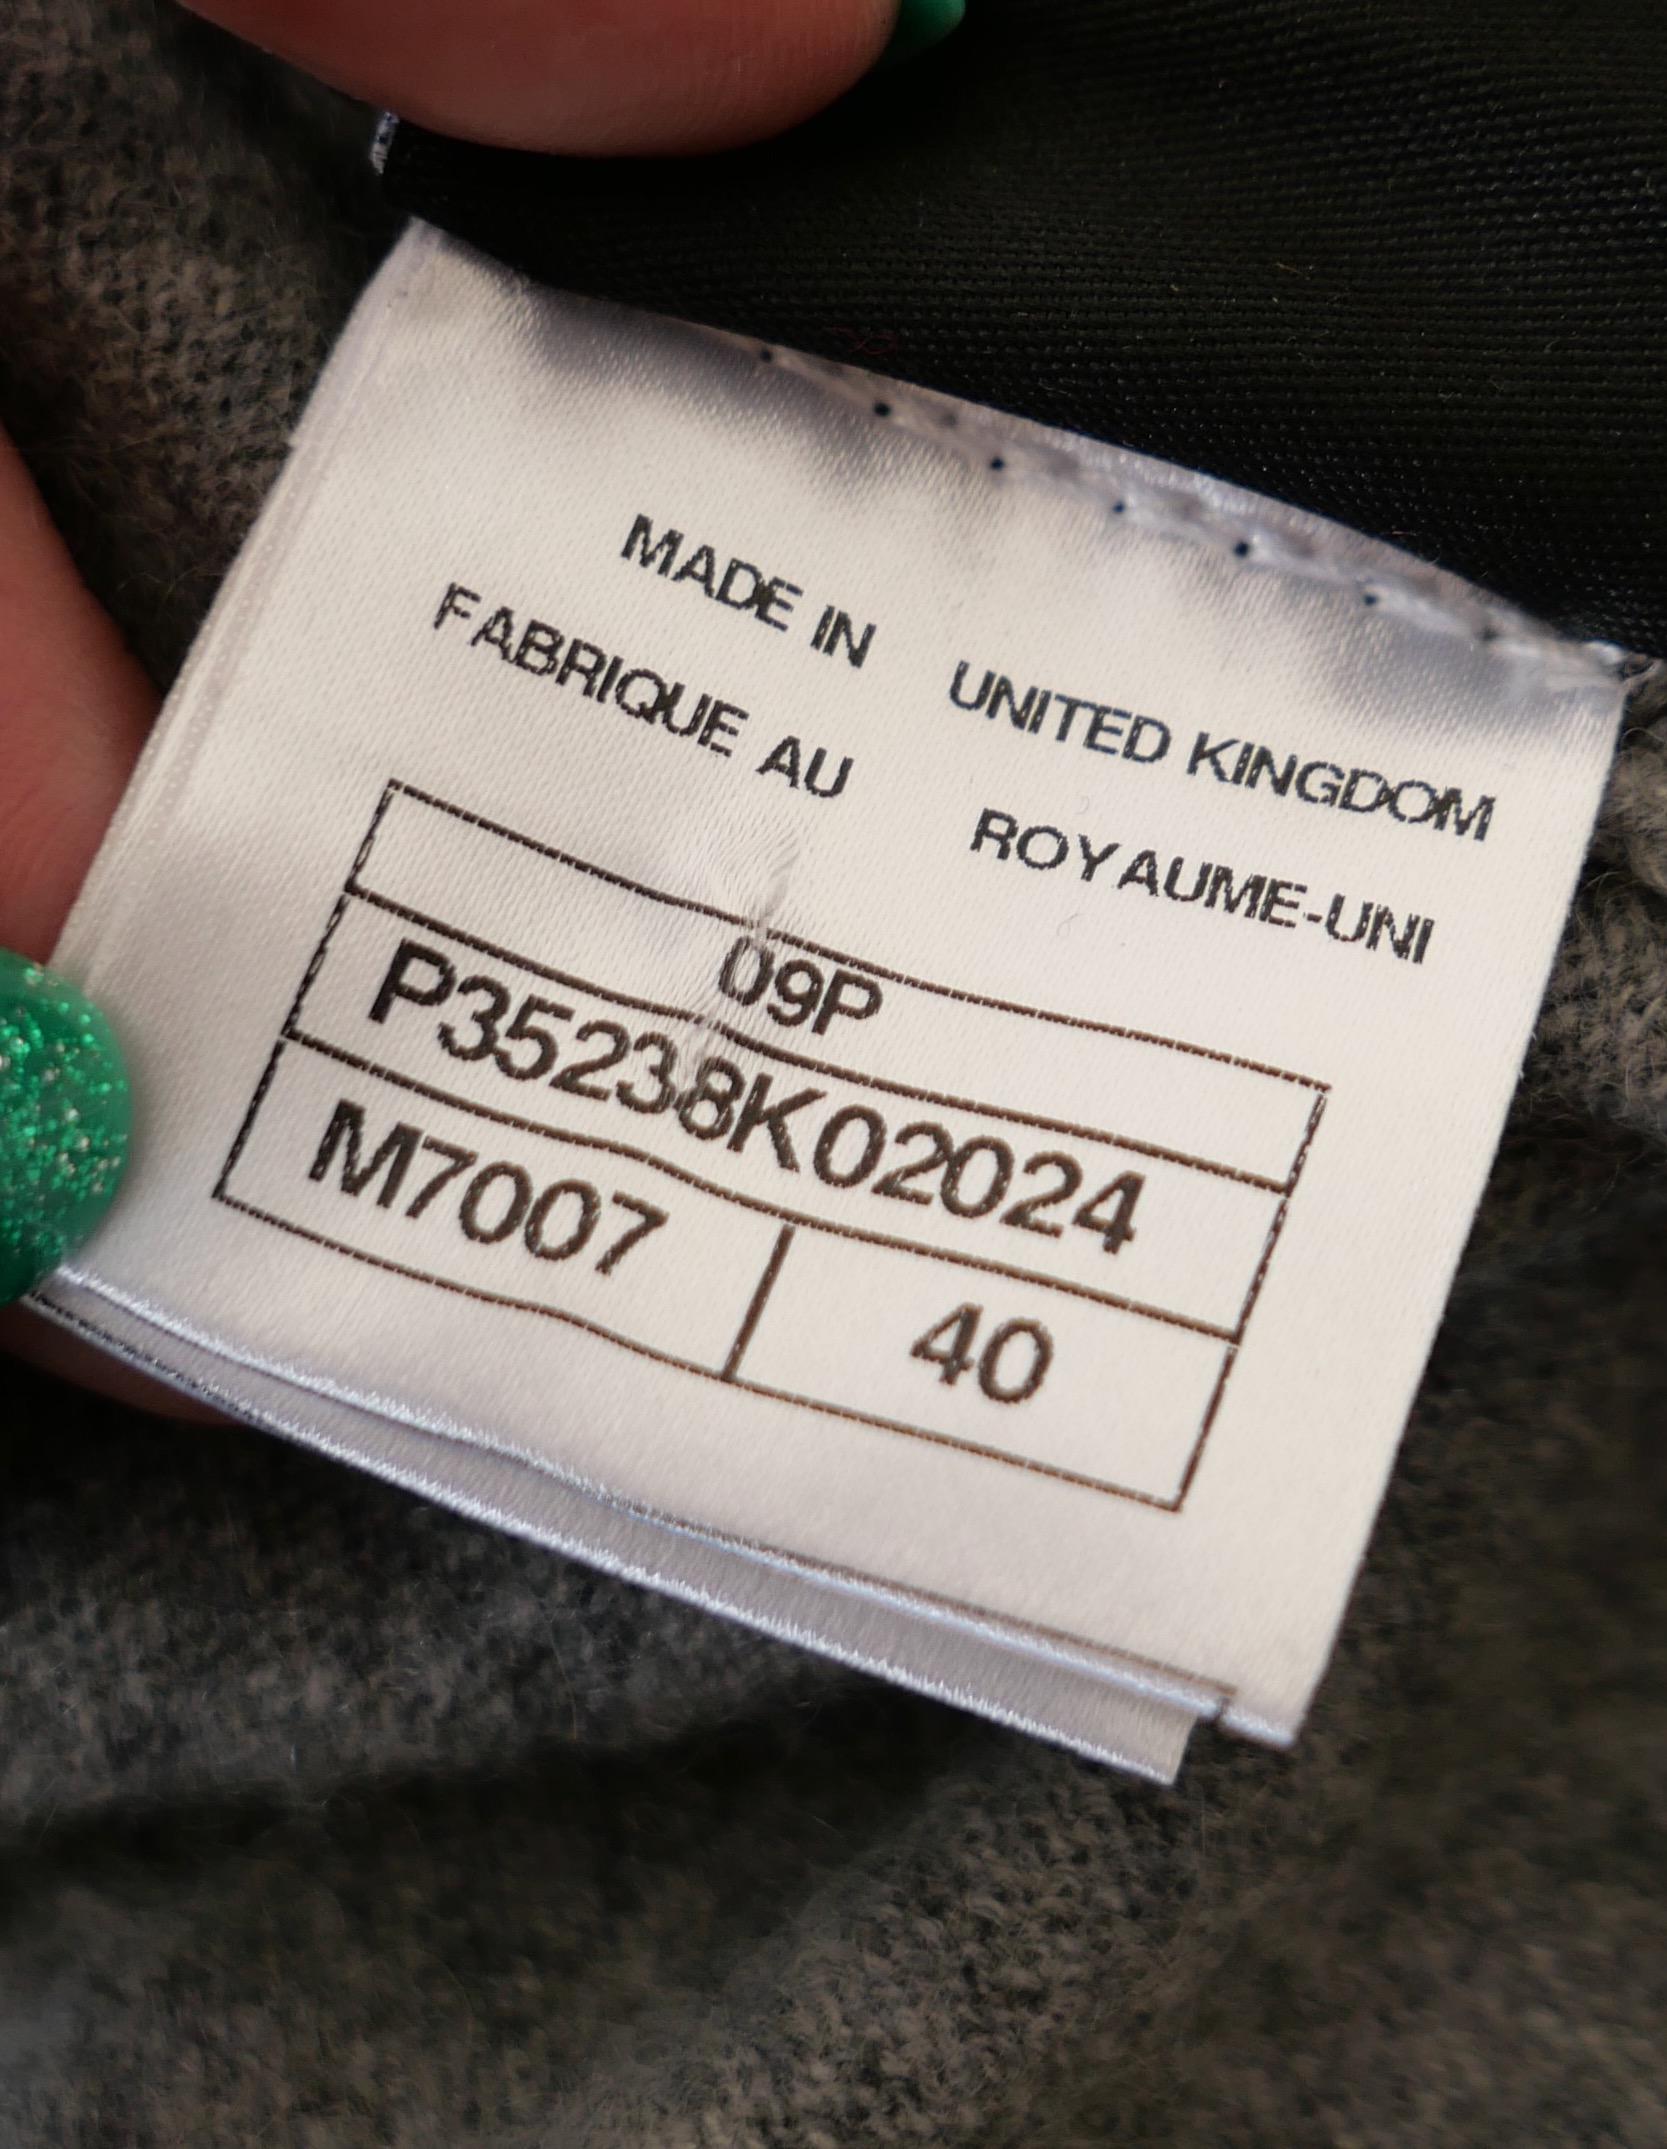 MADE IN UNITED KINGDOM
FABRIQUE AU ROYAUME-UNI
09P
P35238K02024
M7007 40